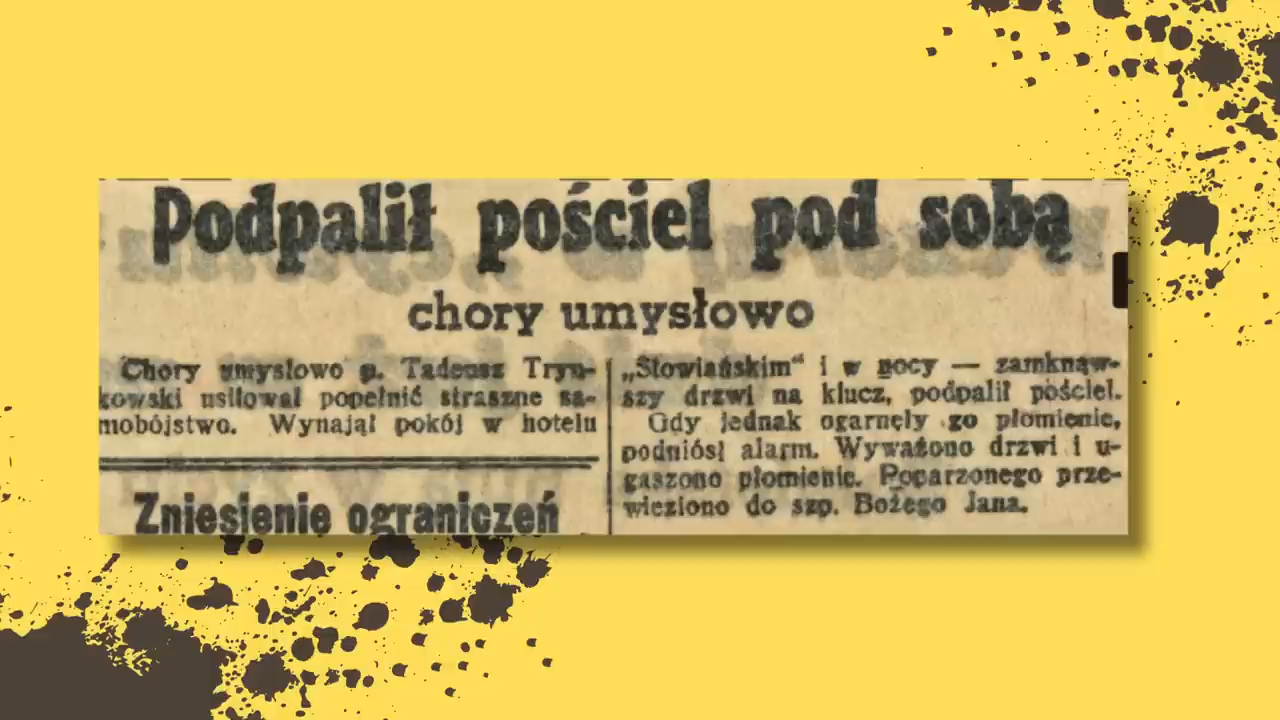 Podpalił pościel pod sobą
chory umysłowo
Chory umysłowo p. Tadeusz Tryn-
kowski usiłował popełnić straszne sa-
mobójstwo. Wynajął pokój w hotelu
„Słowiańskim" i w nocy — zamknąw-
szy drzwi na klucz, podpalił pościel.
Gdy jednak ogarnęły go płomienie,
podniósł alarm. Wyważono drzwi i u-
gaszono płomienie. Poparzonego prze-
wieziono do szp. Bożego Jana.
Zniesienie ograniczeń